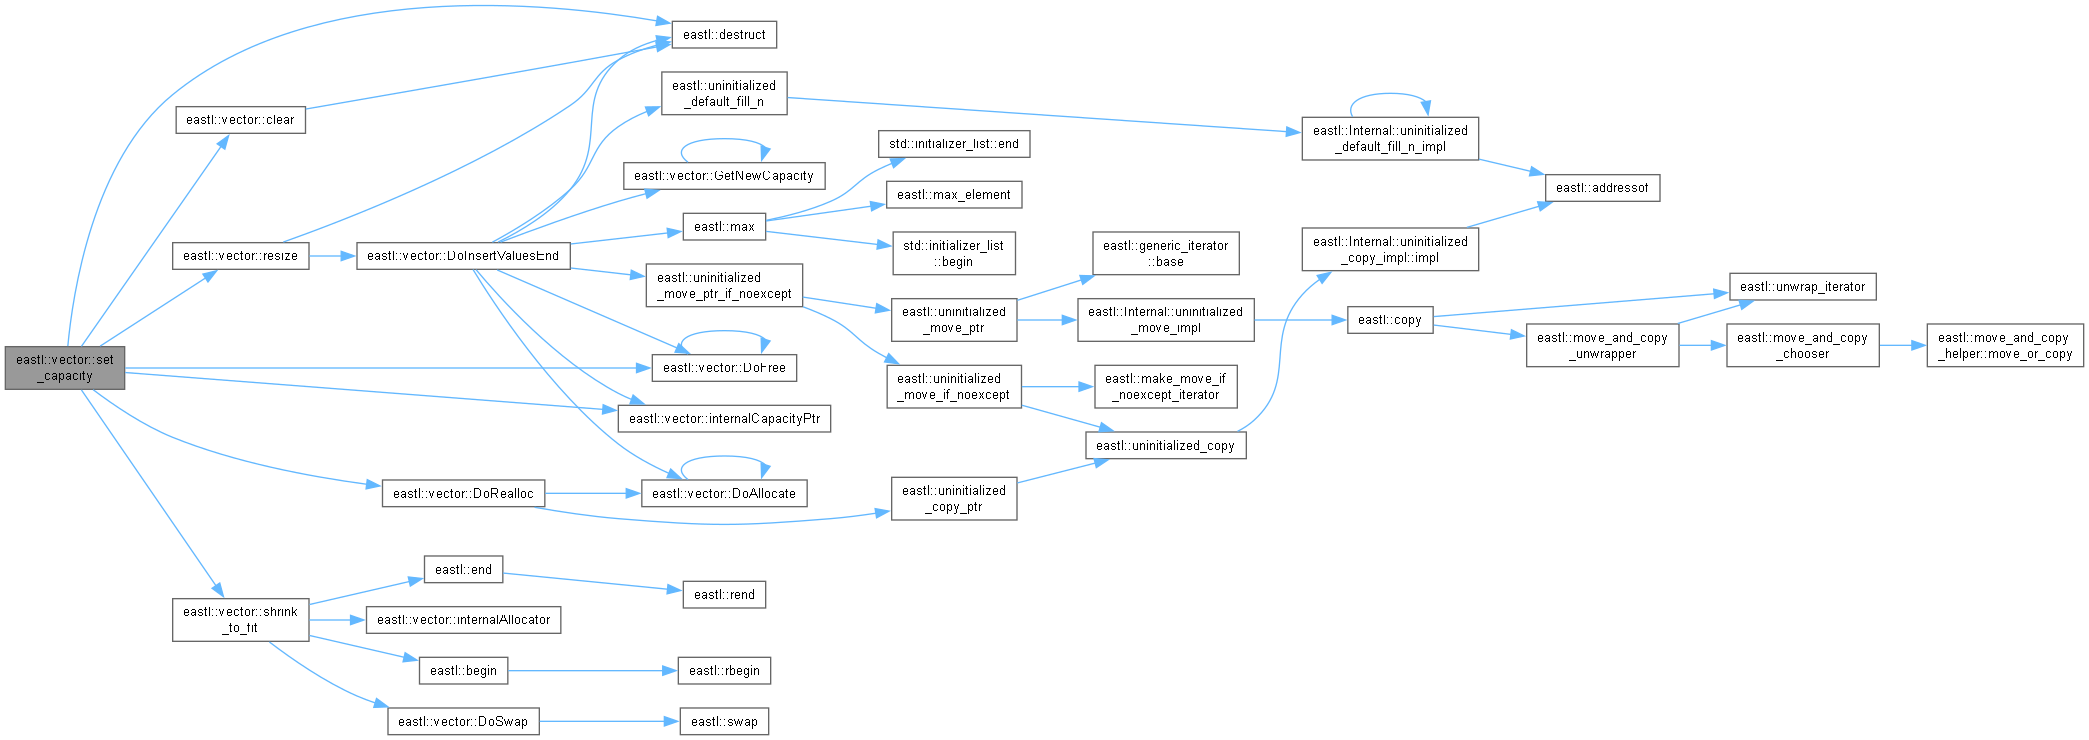 eastl::destruct
eastl::uninitialized
_default_fill_n
eastl::vector::clear
eastl::Internal::uninitialized
_default_fill_n_impl
std::initializer_list::end
eastl::vector::GetNewCapacity
eastl::addressof
eastl::max_element
eastl::max
eastl::vector::resize
eastl::vector::DoInsertValuesEnd
std::initializer_list
::begin
eastl::generic_iterator
::base
eastl::Internal::uninitialized
_copy_impl::impl
eastl::uninitialized
_move_ptr_if_noexcept
eastl::unwrap_iterator
eastl::uninitialized
_move_ptr
eastl::Internal::uninitialized
_move_impl
eastl::copy
eastl::move_and_copy
_unwrapper
eastl::move_and_copy
_chooser
eastl::move_and_copy
_helper::move_or_copy
eastl::vector::set
_capacity
eastl::vector::DoFree
eastl::uninitialized
_move_if_noexcept
eastl::make_move_if
_noexcept_iterator
eastl::vector::internalCapacityPtr
eastl::uninitialized_copy
eastl::vector::DoRealloc
eastl::vector::DoAllocate
eastl::uninitialized
_copy_ptr
eastl::end
eastl::rend
eastl::vector::shrink
_to_fit
eastl::vector::internalAllocator
eastl::begin
eastl::rbegin
eastl::vector::DoSwap
eastl::swap